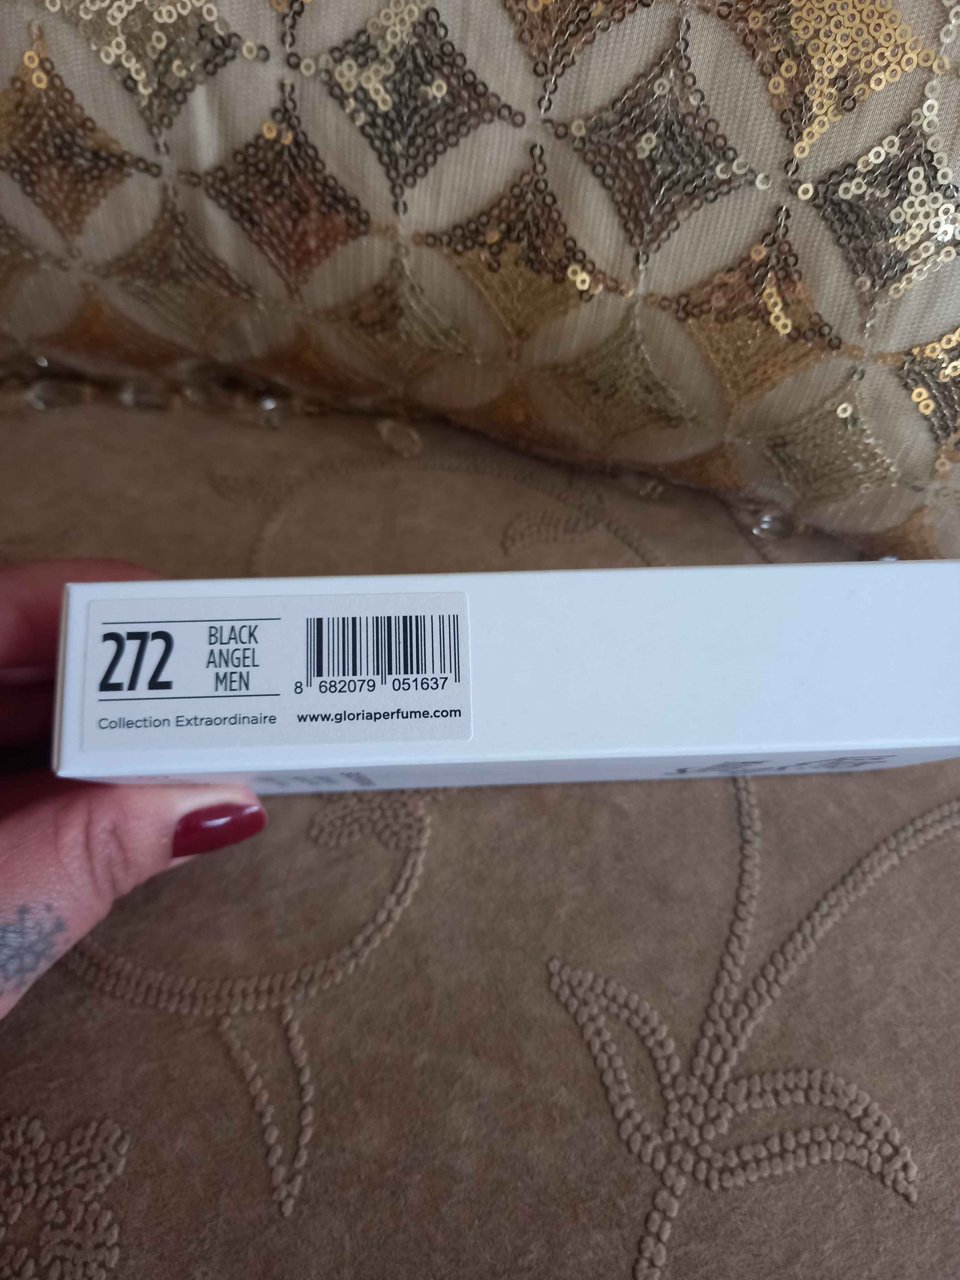 272
BLACK
ANGEL
MEN
8 682079 051637
Collection Extraordinaire
www.gloriaperfume.com